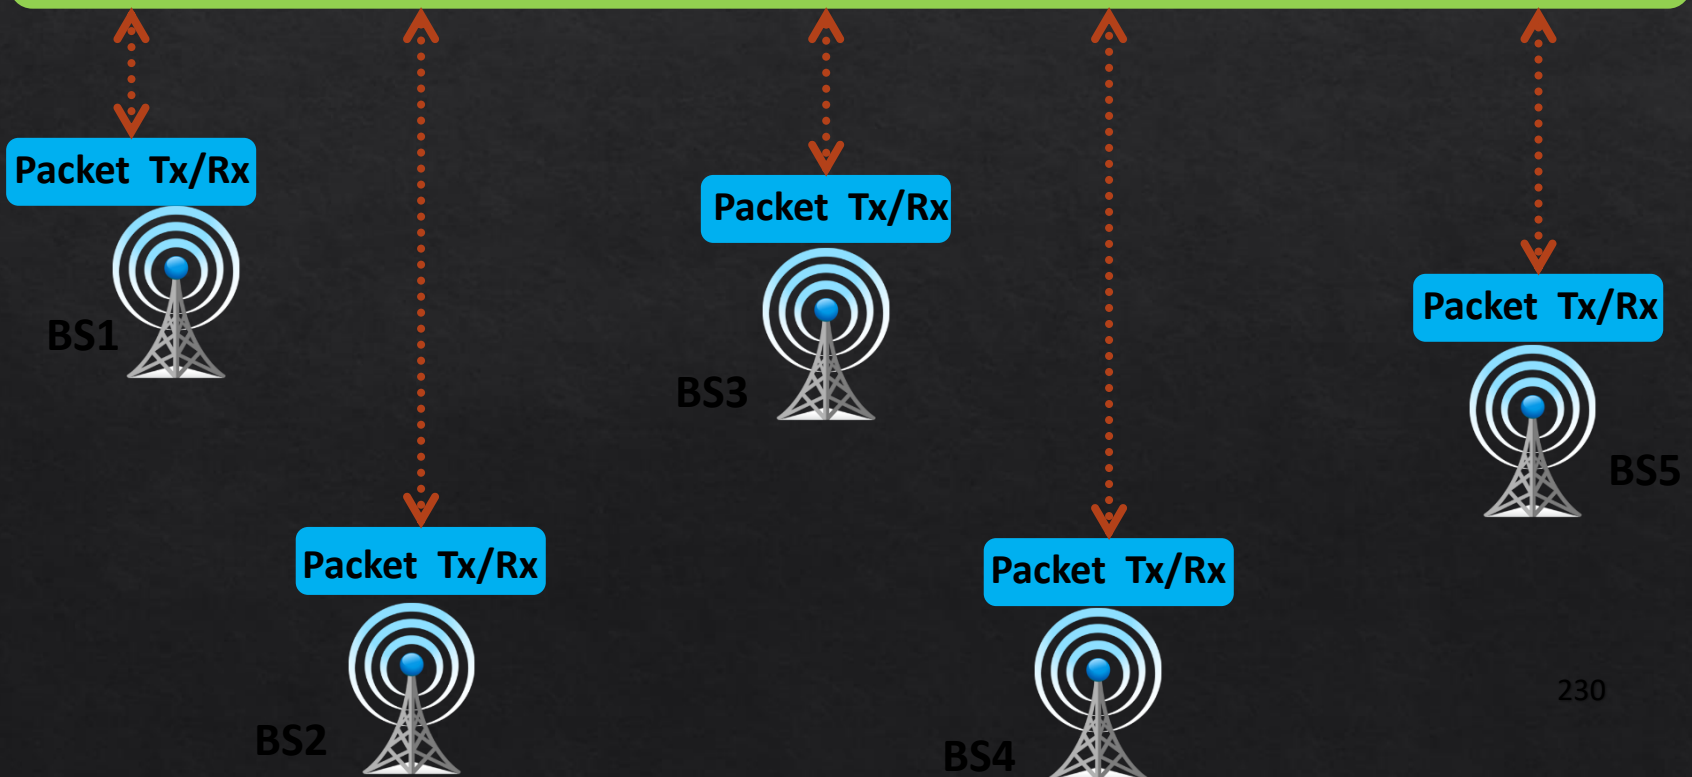 Packet Tx/Rx
BS1
Packet Tx/Rx
BS3
Packet Tx/Rx
BS5
Packet Tx/Rx
BS2
Packet Tx/Rx
BS4
230